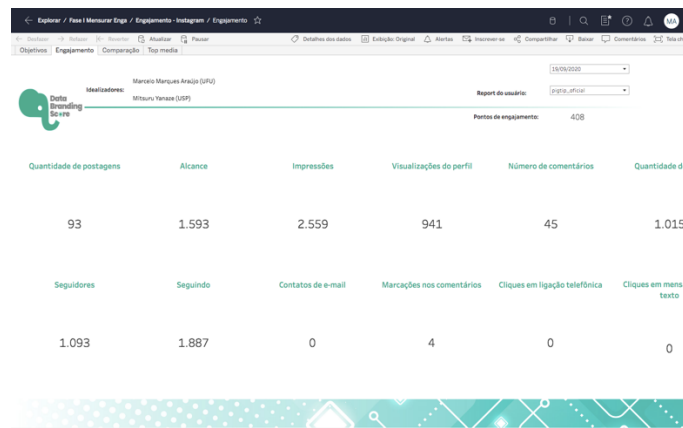 Explorar / Fase I Mensurar Enga / Engajamento - Instagram / Engajamento
MA
Desfazer Refazer Reverter Atualizar Pausar Detalhes dos dados Exibição: Original Alertas Inscrever-se Compartilhar Baixar Comentários Tela ch
Objetivos Engajamento Comparação Top media
15/09/2020
Marcelo Marques Araújo (UFU)
Idealizadores:
Mitsuru Yanaze (USP)
Report do usuário:
Data
Branding
Score
Pontos de engajamento: 408
Quantidade de postagens Alcance Impressões Visualizações do perfil Número de comentários Quantidade d
93 1.593 2.559 941 45 1.015
Seguidores Seguindo Contatos de e-mail Marcações nos comentários Cliques em ligação telefônica Cliques em mens
texto
1.093 1.887 0 4 0 0